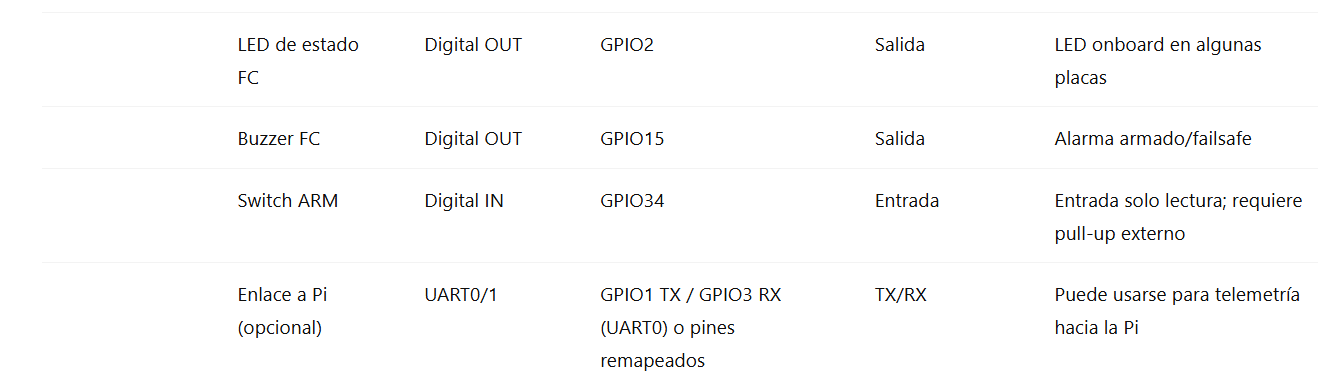 LED de estado FC	Digital OUT	GPIO2	Salida	LED onboard en algunas placas
Buzzer FC	Digital OUT	GPIO15	Salida	Alarma armado/failsafe
Switch ARM	Digital IN	GPIO34	Entrada	Entrada solo lectura; requiere pull-up externo
Enlace a Pi (opcional)	UART0/1	GPIO1 TX / GPIO3 RX (UART0) o pines remapeados	TX/RX	Puede usarse para telemetría hacia la Pi